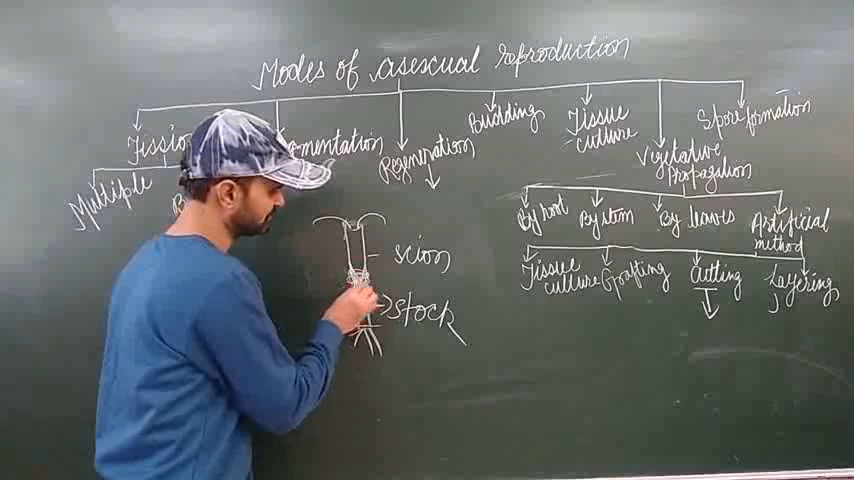 Modes of asexual reproduction
Fission
Regeneration
Budding
Tissue
culture
Vegetative
Propagation
Spore formation
Multiple
By root
By stem
By leaves
Artificial
method
Tissue
culture
Grafting
Cutting
Layering
scion
stock